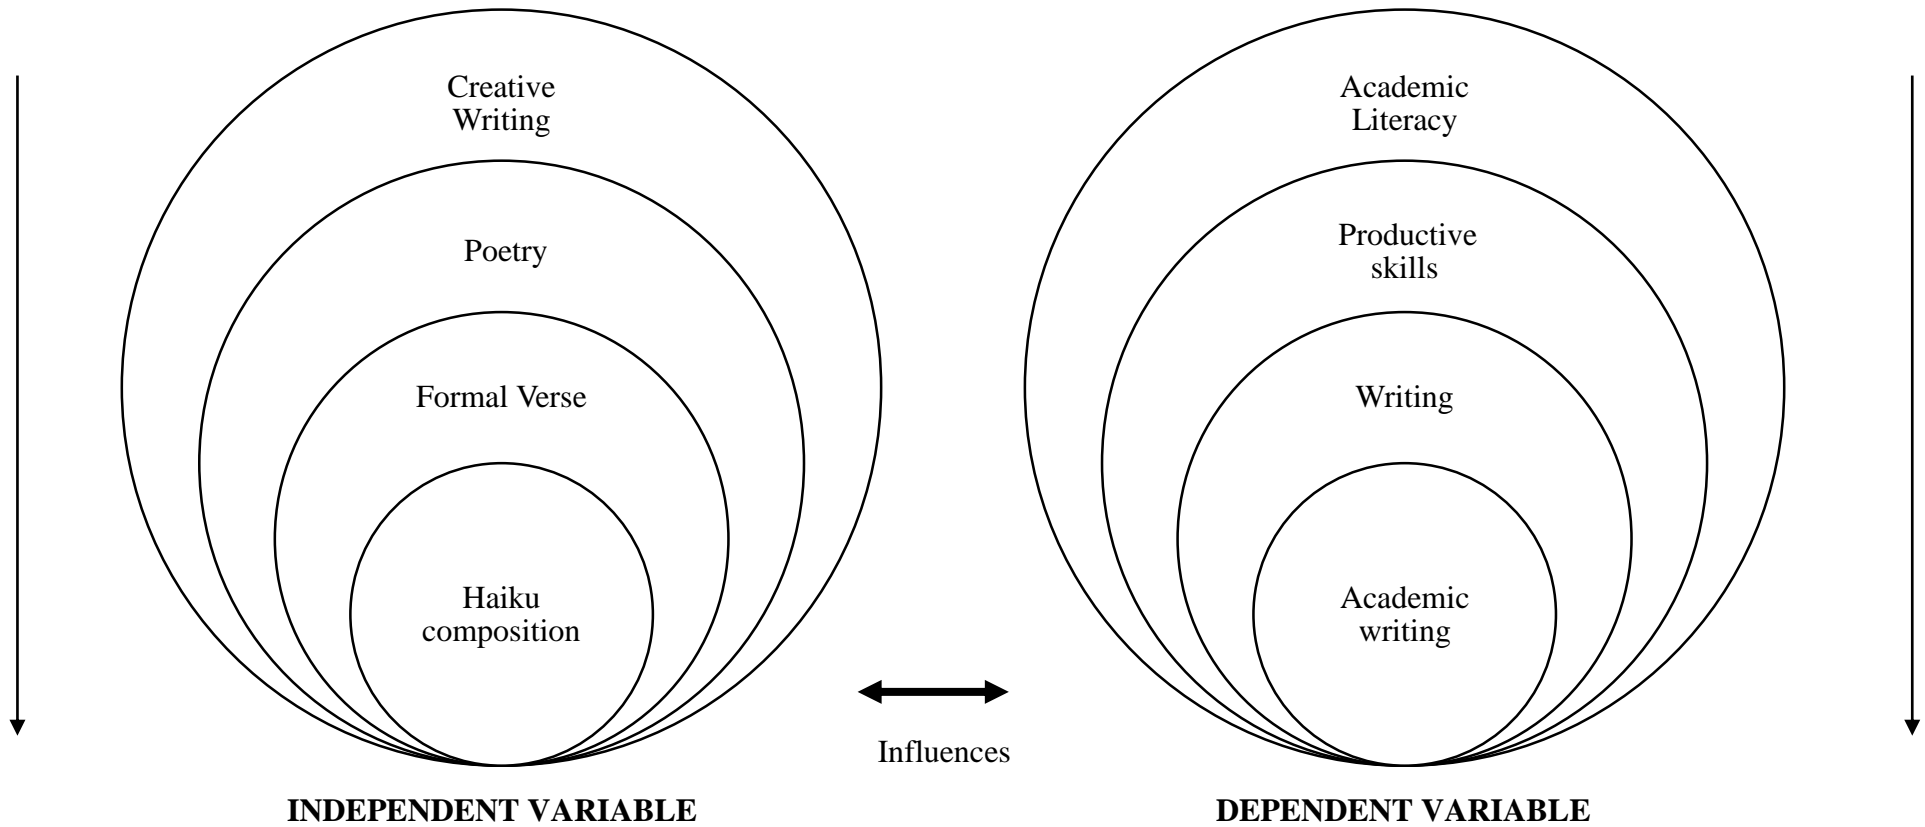 Creative
Writing
Poetry
Formal Verse
Haiku
composition
INDEPENDENT VARIABLE
Influences
Academic
Literacy
Productive
skills
Writing
Academic
writing
DEPENDENT VARIABLE